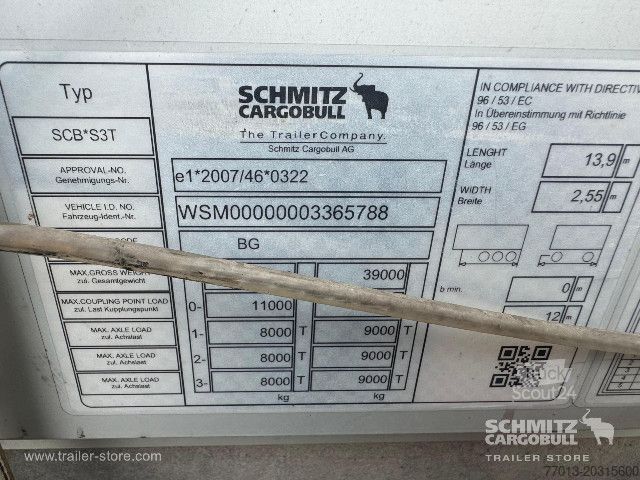 Typ
SCB*S3T
SCHMITZ
CARGOBULL
The TrailerCompany.
Schmitz Cargobull AG
IN COMPLIANCE WITH DIRECTIV
96 / 53 / EC
In Übereinstimmung mit Richtlinie
96 / 53 / EG
APPROVAL-NO.
Genehmigungs-Nr.
e1*2007/46*0322
LENGHT
Länge
13,9 m
VEHICLE I.D. NO.
Fahrzeug-Ident.-Nr.
WSM00000003365788
WIDTH
Breite
2,55 m
BG
MAX.GROSS WEIGHT
zul. Gesamtgewicht
39000
b min.
0 m
MAX.COUPLING POINT LOAD
zul. Last Kupplungspunkt
0- 11000
12 m
MAX. AXLE LOAD
zul. Achslast
1- 8000 T 9000 T
MAX. AXLE LOAD
zul. Achslast
2- 8000 T 9000 T
MAX. AXLE LOAD
zul. Achslast
3- 8000 T 9000 T
kg kg
Trucky
Scout24
SCHMITZ
CARGOBULL
TRAILER STORE
www.trailer-store.com
77013-20315600